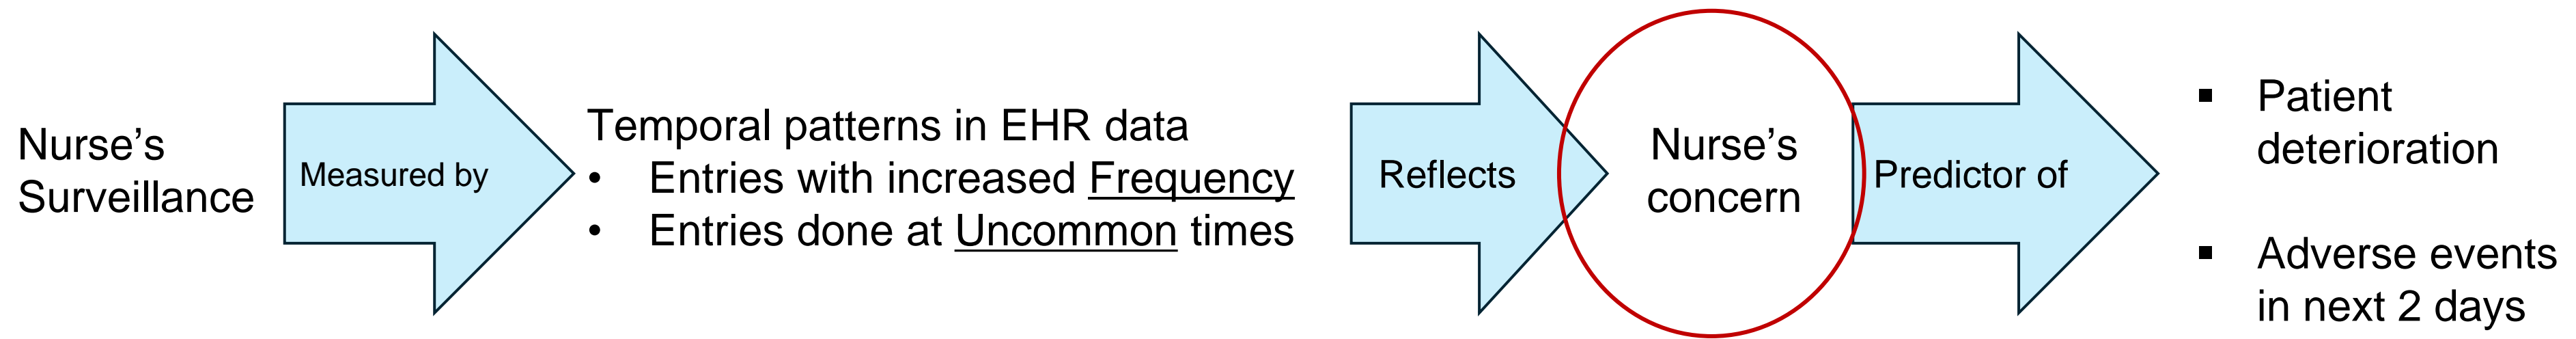 Nurse’s
Surveillance
Measured by
Temporal patterns in EHR data
• Entries with increased Frequency
• Entries done at Uncommon times
Reflects
Nurse’s
concern
Predictor of
▪ Patient
deterioration
▪ Adverse events
in next 2 days